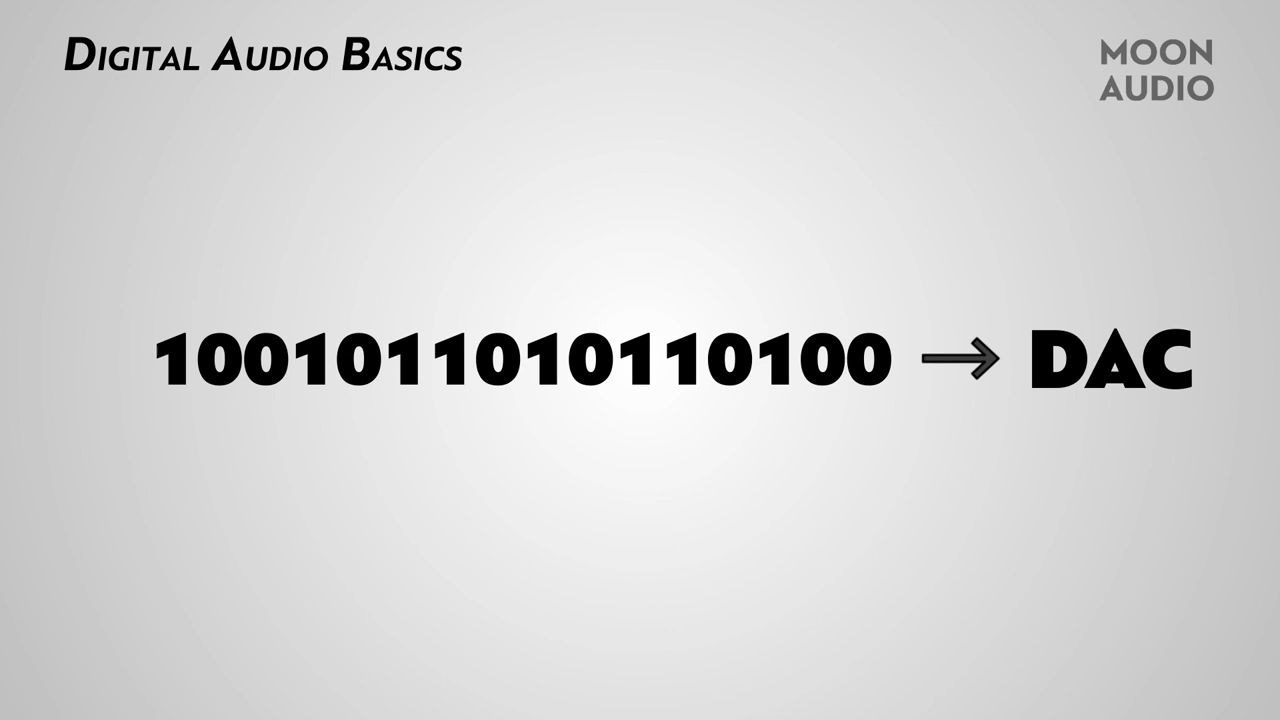 DIGITAL AUDIO BASICS
MOON
AUDIO
1001011010110100 → DAC